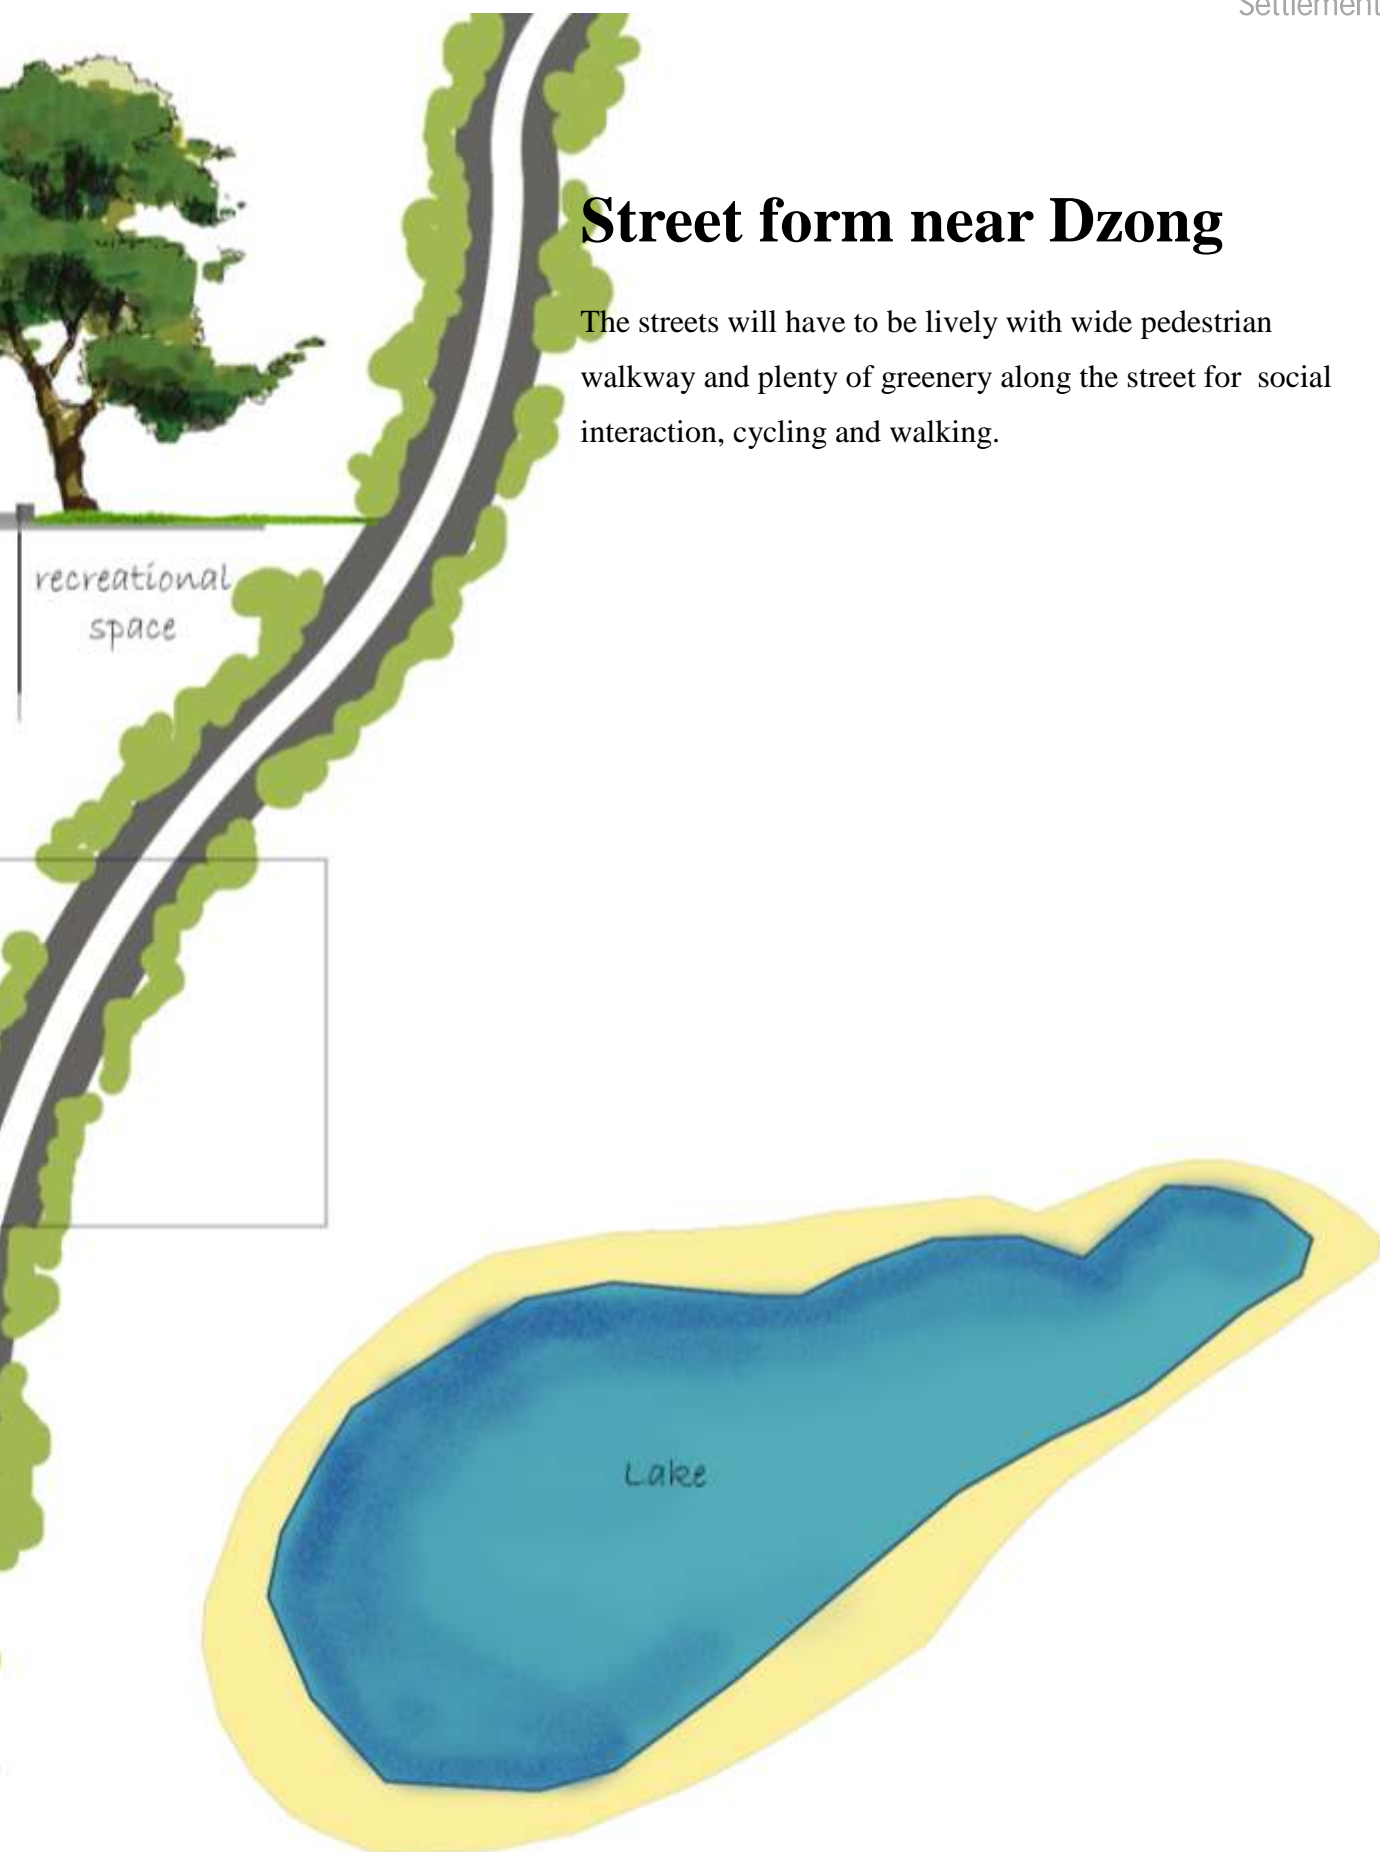 Settlement
Street form near Dzong
The streets will have to be lively with wide pedestrian
walkway and plenty of greenery along the street for  social
interaction, cycling and walking.
recreational
space
Lake